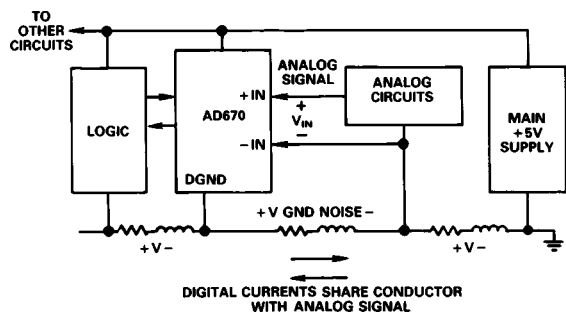 TO
OTHER
CIRCUITS
ANALOG
SIGNAL
ANALOG
CIRCUITS
+ IN
AD670
+
V_IN
−
− IN
LOGIC
MAIN
+5V
SUPPLY
DGND
+V GND NOISE −
+ V −
+ V −
DIGITAL CURRENTS SHARE CONDUCTOR
WITH ANALOG SIGNAL